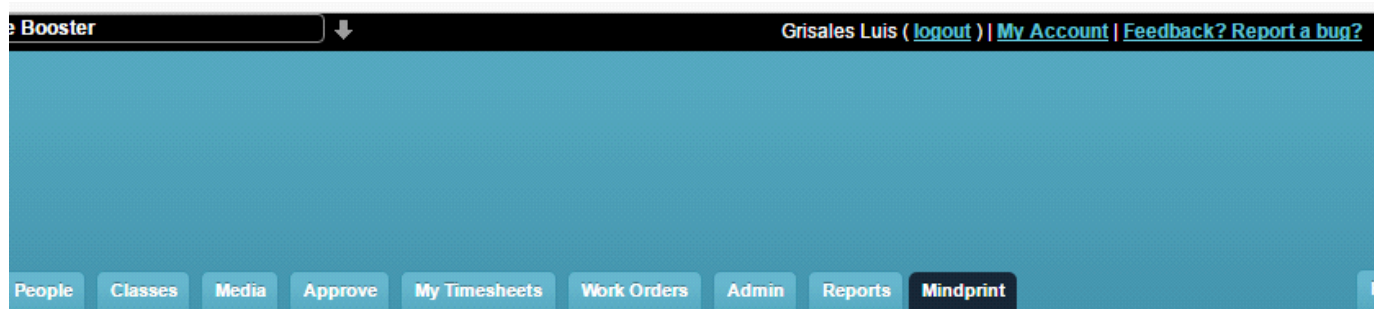 e Booster Grisales Luis ( logout ) | My Account | Feedback? Report a bug?
People Classes Media Approve My Timesheets Work Orders Admin Reports Mindprint